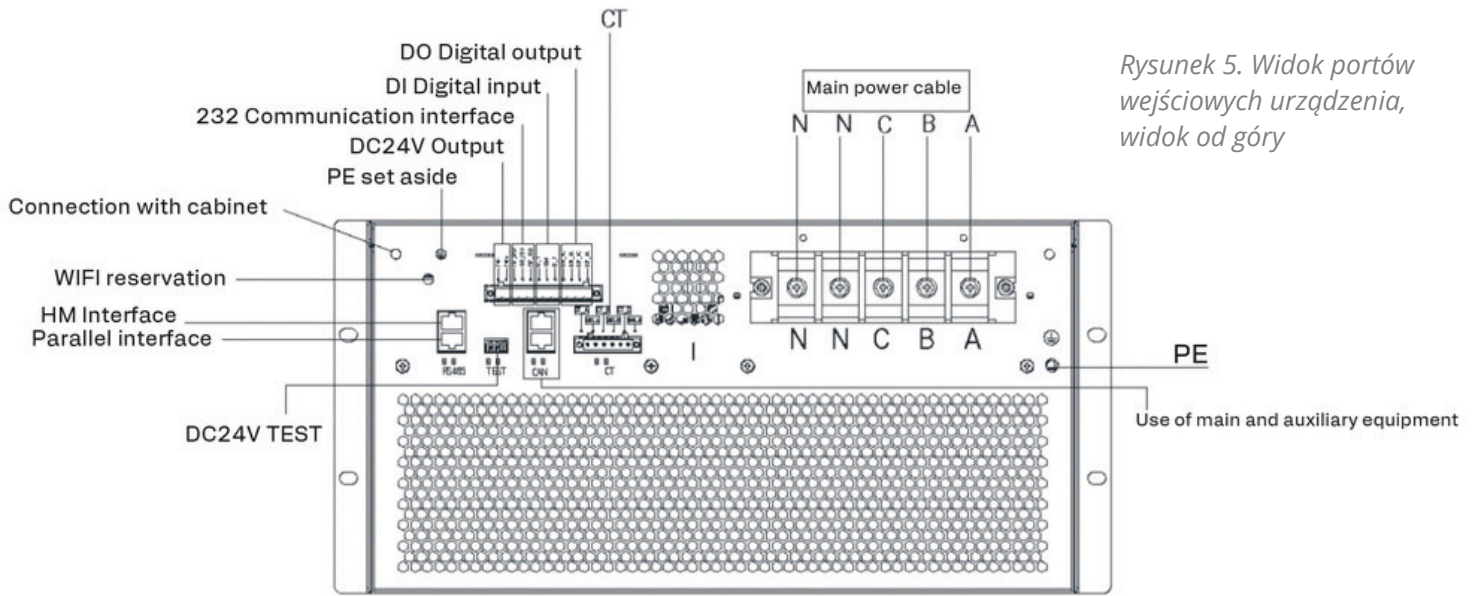 CT
DO Digital output
DI Digital input
232 Communication interface
DC24V Output
PE set aside
Connection with cabinet
WIFI reservation
HM Interface
Parallel interface
DC24V TEST
Main power cable
N N C B A
Rysunek 5. Widok portów
wejściowych urządzenia,
widok od góry
N N C B A
RS485
TEST
CAN
CT
PE
Use of main and auxiliary equipment